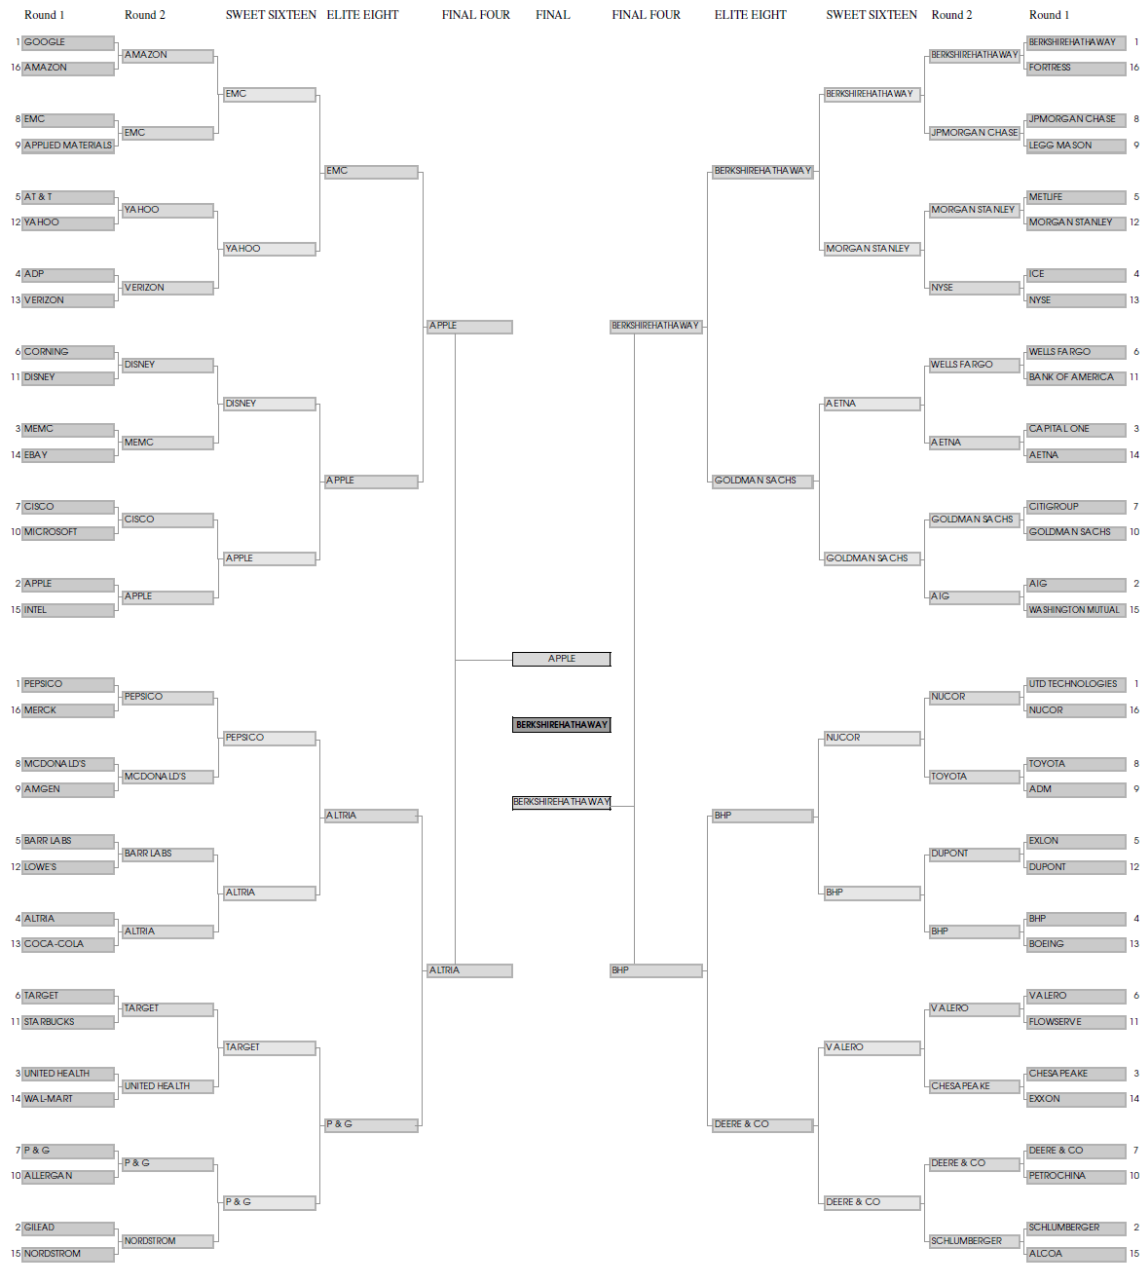 Round 1 Round 2 SWEET SIXTEEN ELITE EIGHT FINAL FOUR FINAL FINAL FOUR ELITE EIGHT SWEET SIXTEEN Round 2 Round 1
1 GOOGLE
16 AMAZON
8 EMC
9 APPLIED MATERIALS
5 AT & T
12 YAHOO
4 ADP
13 VERIZON
6 CORNING
11 DISNEY
3 MEMC
14 EBAY
7 CISCO
10 MICROSOFT
2 APPLE
15 INTEL
1 PEPSICO
16 MERCK
8 MCDONALD'S
9 AMGEN
5 BARR LABS
12 LOWE'S
4 ALTRIA
13 COCA-COLA
6 TARGET
11 STARBUCKS
3 UNITED HEALTH
14 WAL-MART
7 P & G
10 ALLERGAN
2 GILEAD
15 NORDSTROM
AMAZON
EMC
YAHOO
VERIZON
DISNEY
MEMC
CISCO
APPLE
PEPSICO
MCDONALD'S
BARR LABS
ALTRIA
TARGET
UNITED HEALTH
P & G
NORDSTROM
EMC
YAHOO
DISNEY
APPLE
PEPSICO
ALTRIA
TARGET
P & G
EMC
APPLE
ALTRIA
P & G
APPLE
ALTRIA
APPLE
BERKSHIREHATHAWAY
BERKSHIREHATHAWAY
BERKSHIREHATHAWAY
BHP
BERKSHIREHATHAWAY
GOLDMAN SACHS
BHP
DEERE & CO
BERKSHIREHATHAWAY
MORGAN STANLEY
AETNA
GOLDMAN SACHS
NUCOR
BHP
VALERO
DEERE & CO
BERKSHIREHATHAWAY
JPMORGAN CHASE
MORGAN STANLEY
NYSE
WELLS FARGO
AETNA
GOLDMAN SACHS
AIG
NUCOR
TOYOTA
DUPONT
BHP
VALERO
CHESAPEAKE
DEERE & CO
SCHLUMBERGER
BERKSHIREHATHAWAY 1
FORTRESS 16
JPMORGAN CHASE 8
LEGG MASON 9
METLIFE 5
MORGAN STANLEY 12
ICE 4
NYSE 13
WELLS FARGO 6
BANK OF AMERICA 11
CAPITAL ONE 3
AETNA 14
CITIGROUP 7
GOLDMAN SACHS 10
AIG 2
WASHINGTON MUTUAL 15
UTD TECHNOLOGIES 1
NUCOR 16
TOYOTA 8
ADM 9
EXLON 5
DUPONT 12
BHP 4
BOEING 13
VALERO 6
FLOWSERVE 11
CHESAPEAKE 3
EXXON 14
DEERE & CO 7
PETROCHINA 10
SCHLUMBERGER 2
ALCOA 15